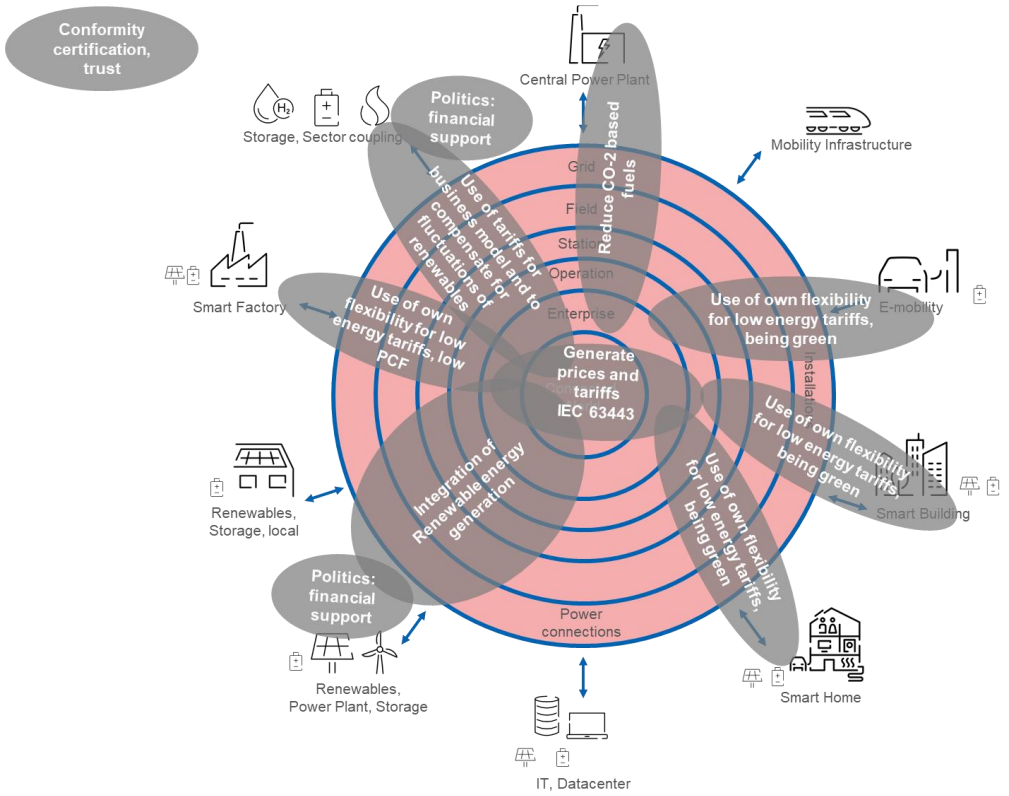 Conformity
certification,
trust
Central Power Plant
Politics:
financial
support
H₂
Storage, Sector coupling
Mobility Infrastructure
Grid
Field
Station
Operation
Enterprise
Reduce CO-2 based
fuels
Use of tariffs for
business model and to
compensate for
fluctuations of
renewables
Smart Factory
Use of own
flexibility for low
energy tariffs, low
PCF
Use of own flexibility
for low energy tariffs,
being green
E-mobility
Generate
prices and
tariffs
IEC 63443
Installation
Use of own flexibility
for low energy tariffs,
being green
Smart Building
Integration of
Renewable energy
generation
Use of own flexibility
for low energy tariffs,
being green
Renewables,
Storage, local
Politics:
financial
support
Power
connections
Renewables,
Power Plant, Storage
Smart Home
IT, Datacenter